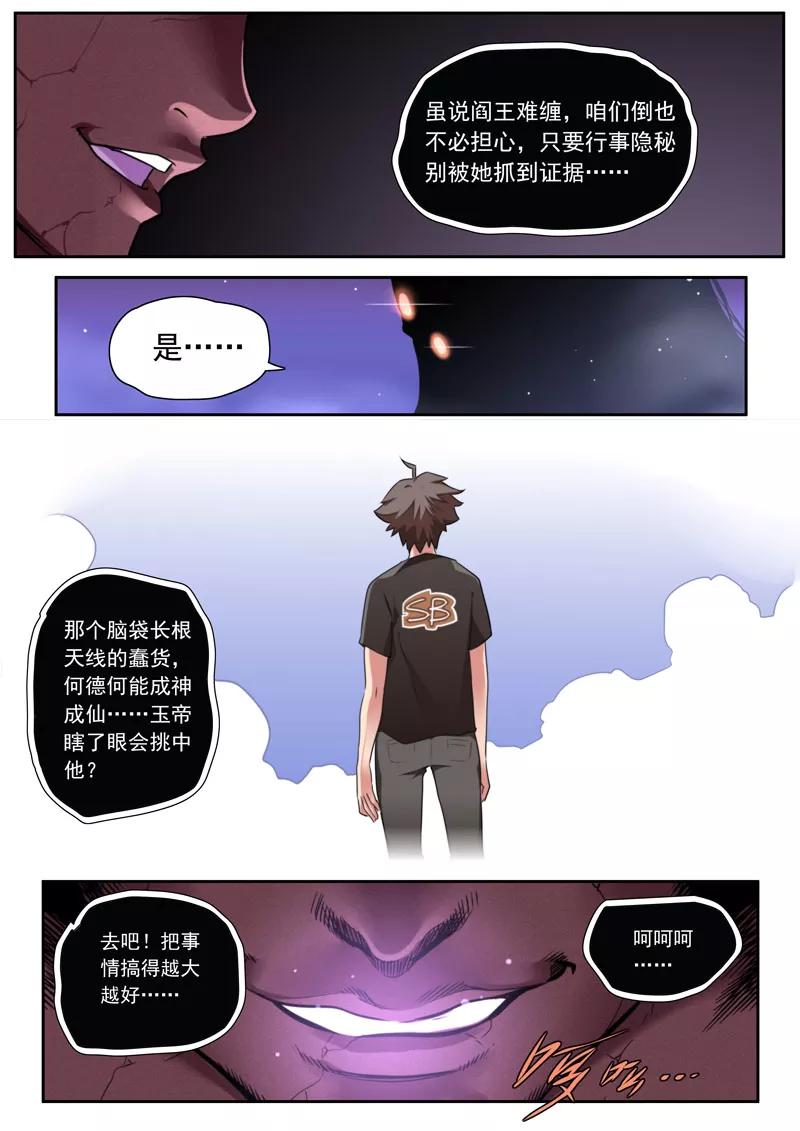 虽说阎王难缠，咱们倒也
不必担心，只要行事隐秘
别被她抓到证据……
是……
SB
那个脑袋长根
天线的蠢货，
何德何能成神
成仙……玉帝
瞎了眼会挑中
他？
去吧！把事
情搞得越大
越好……
呵呵呵
……